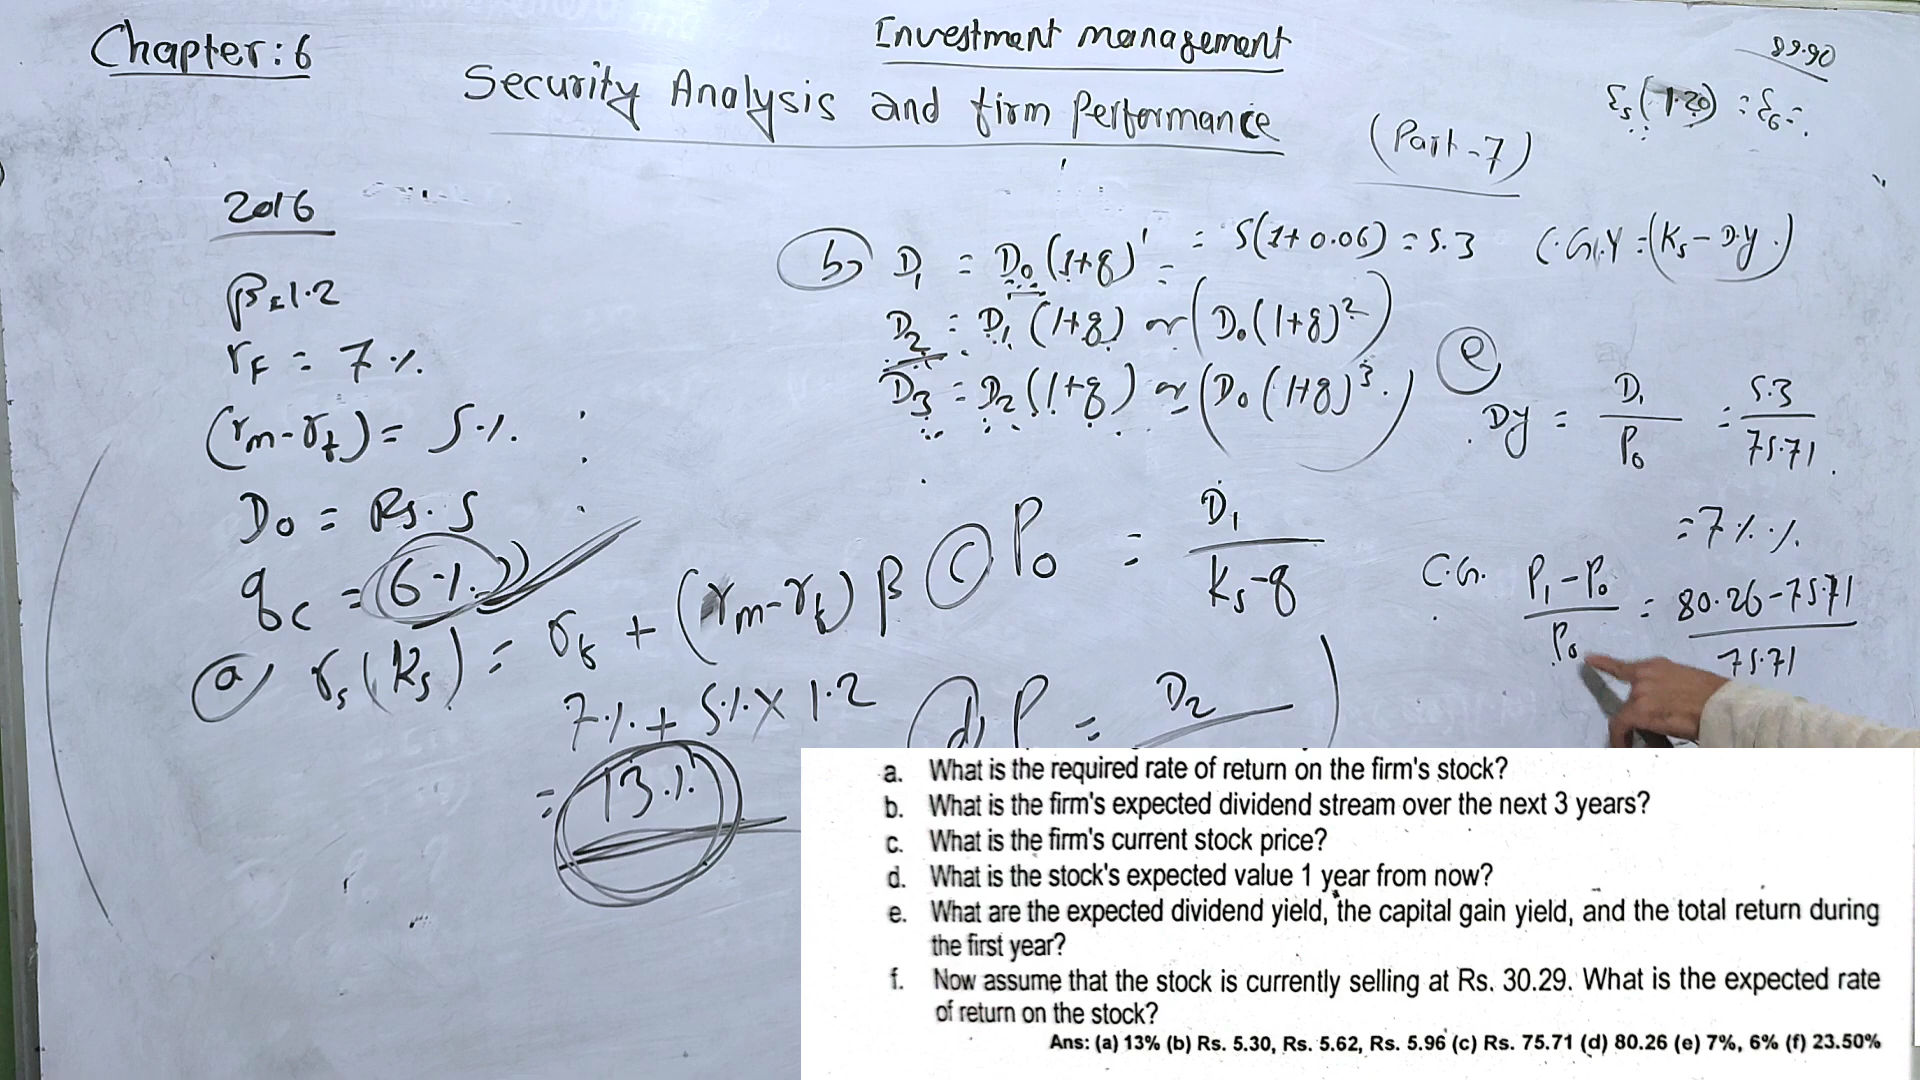 Chapter: 6
Investment management
Security Analysis and firm Performance
(Part-7)
89.90
2016
β = 1.2
rF = 7%
(rm-rf) = 5%
D0 = Rs. 5
gc = 6%
a) rs(ks) = rf + (rm-rf) β
7% + 5% X 1.2
= 13%
b) D1 = D0 (1+g)' = = 5(1+0.06) = 5.3
D2 = D1 (1+g) or (D0 (1+g)²)
D3 = D2 (1+g) or (D0 (1+g)³.)
c) P0 = D1 / Ks-g
d) P = D2
C.G.Y = (Ks - D.Y.)
e
DY = D1 / P0 = 5.3 / 75.71
= 7% %
C.G. P1 - P0 / P0 = 80.26-75.71 / 75.71
a. What is the required rate of return on the firm's stock?
b. What is the firm's expected dividend stream over the next 3 years?
c. What is the firm's current stock price?
d. What is the stock's expected value 1 year from now?
e. What are the expected dividend yield, the capital gain yield, and the total return during
the first year?
f. Now assume that the stock is currently selling at Rs. 30.29. What is the expected rate
of return on the stock?
Ans: (a) 13% (b) Rs. 5.30, Rs. 5.62, Rs. 5.96 (c) Rs. 75.71 (d) 80.26 (e) 7%, 6% (f) 23.50%